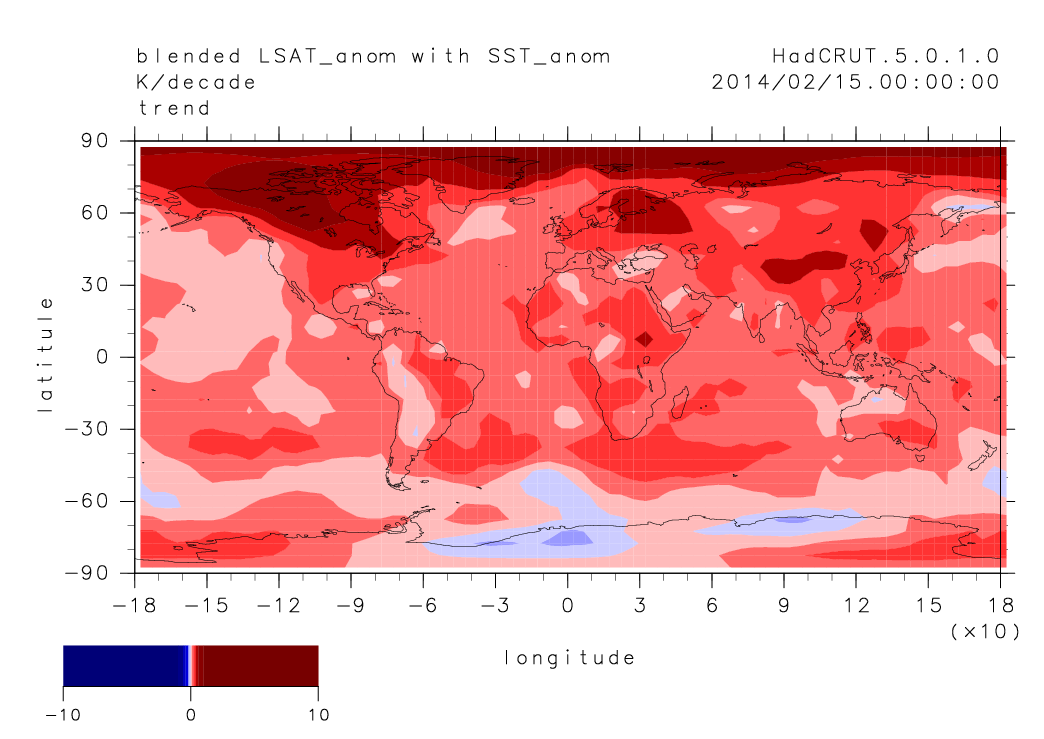 blended LSAT_anom with SST_anom HadCRUT.5.0.1.0
K/decade 2014/02/15.00:00:00
trend
90
60
30
0
−30
−60
−90
latitude
−18 −15 −12 −9 −6 −3 0 3 6 9 12 15 18
(×10)
longitude
−10 0 10